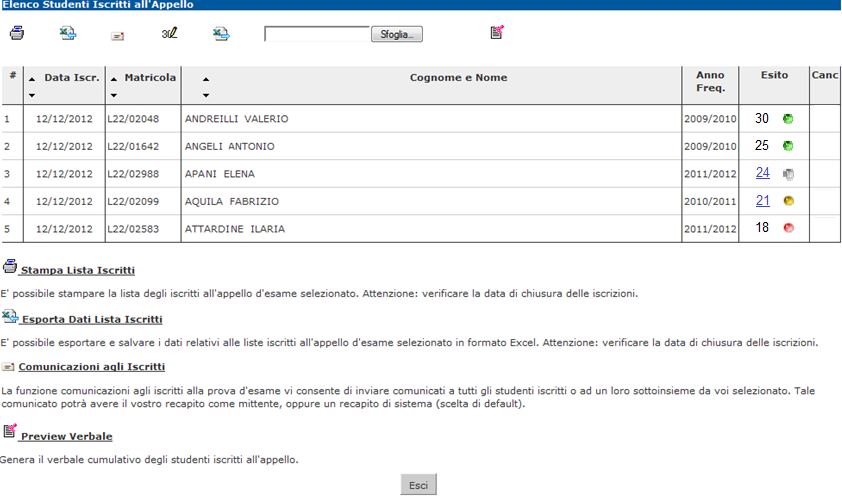 Elenco Studenti Iscritti all'Appello
30 Sfoglia...
# Data Iscr. Matricola Cognome e Nome Anno Freq. Esito Canc
1 12/12/2012 L22/02048 ANDREILLI VALERIO 2009/2010 30
2 12/12/2012 L22/01642 ANGELI ANTONIO 2009/2010 25
3 12/12/2012 L22/02988 APANI ELENA 2011/2012 24
4 12/12/2012 L22/02099 AQUILA FABRIZIO 2010/2011 21
5 12/12/2012 L22/02583 ATTARDINE ILARIA 2011/2012 18
Stampa Lista Iscritti
E' possibile stampare la lista degli iscritti all'appello d'esame selezionato. Attenzione: verificare la data di chiusura delle iscrizioni.
Esporta Dati Lista Iscritti
E' possibile esportare e salvare i dati relativi alle liste iscritti all'appello d'esame selezionato in formato Excel. Attenzione: verificare la data di chiusura delle iscrizioni.
Comunicazioni agli Iscritti
La funzione comunicazioni agli iscritti alla prova d'esame vi consente di inviare comunicati a tutti gli studenti iscritti o ad un loro sottoinsieme da voi selezionato. Tale
comunicato potrà avere il vostro recapito come mittente, oppure un recapito di sistema (scelta di default).
Preview Verbale
Genera il verbale cumulativo degli studenti iscritti all'appello.
Esci